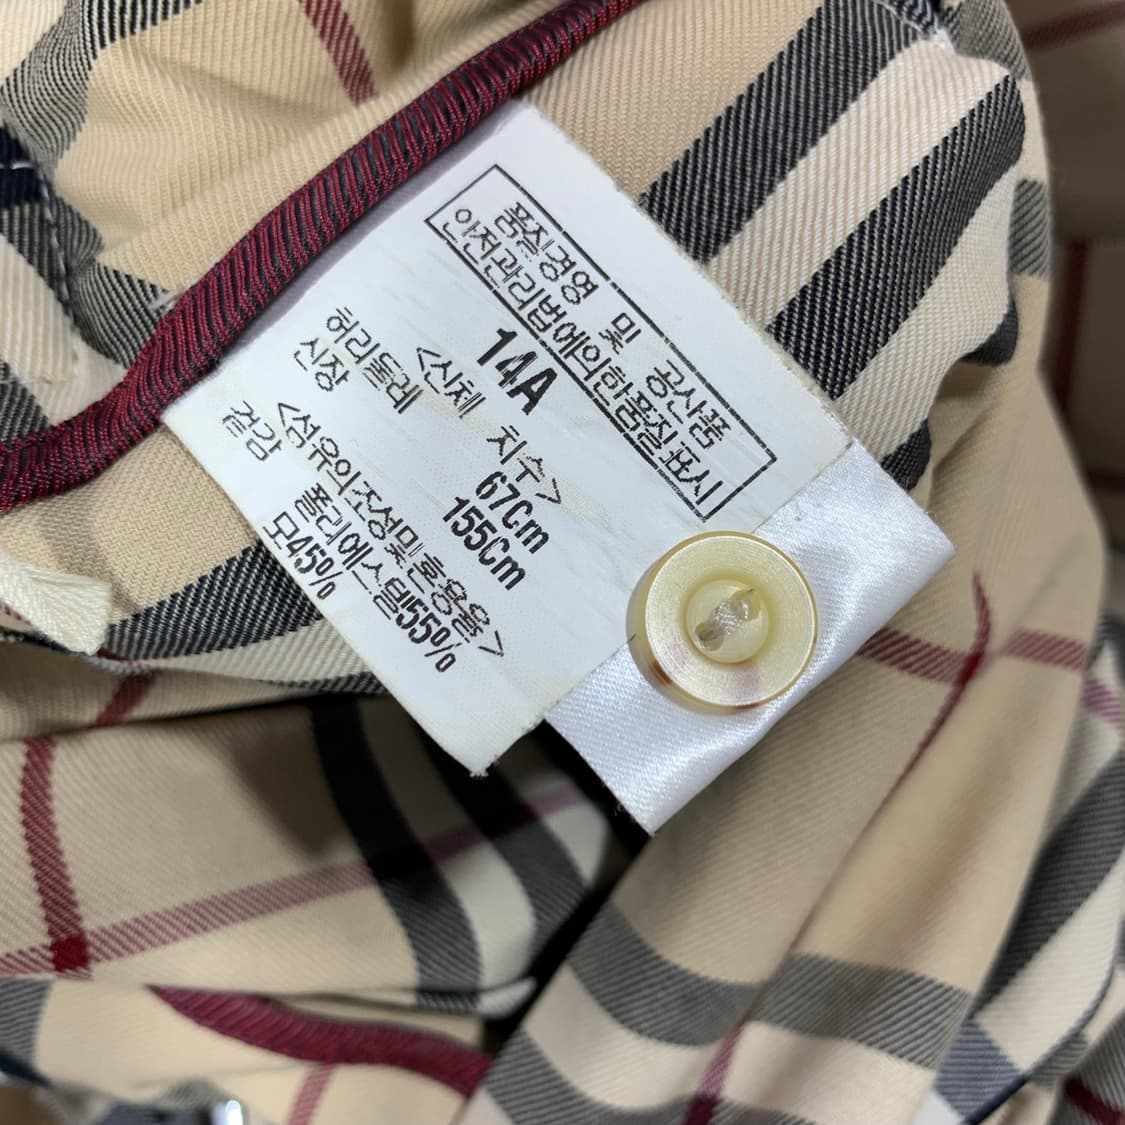 품질경영 및 공산품
안전관리법에의한품질표시
14A
<신체 치수>
허리둘레 67Cm
신장 155Cm
<섬유의조성및혼용율>
겉감 폴리에스텔55%
모45%